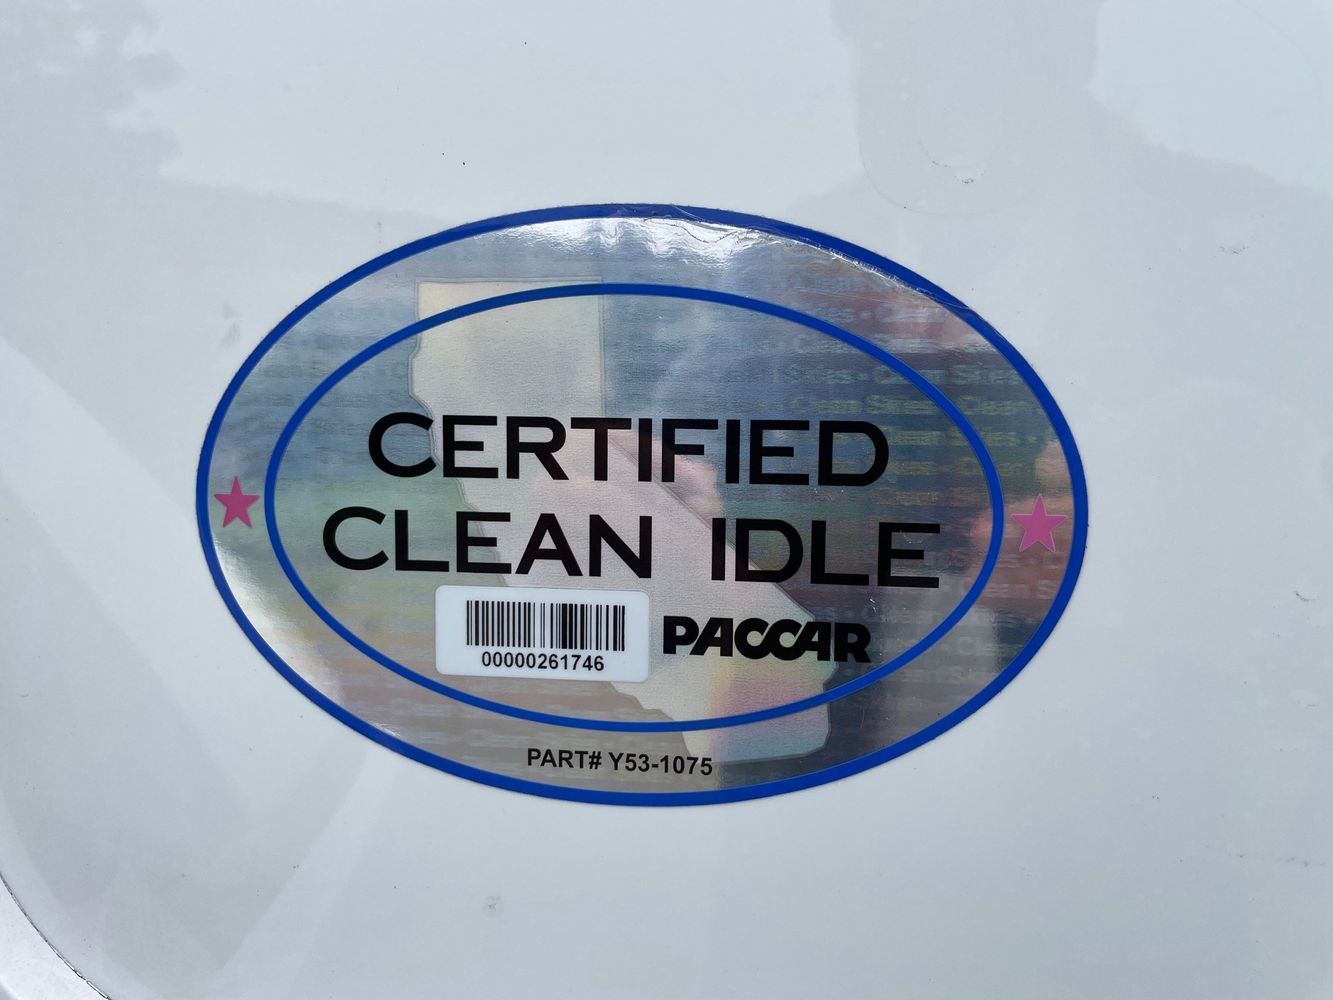 CERTIFIED
CLEAN IDLE
00000261746
PACCAR
PART# Y53-1075